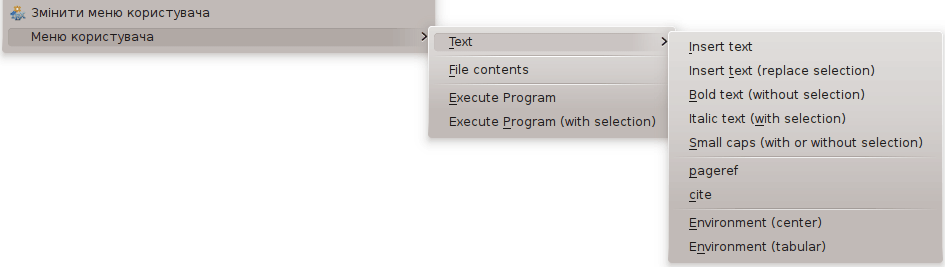 Змінити меню користувача
Меню користувача
Text
File contents
Execute Program
Execute Program (with selection)
Insert text
Insert text (replace selection)
Bold text (without selection)
Italic text (with selection)
Small caps (with or without selection)
pageref
cite
Environment (center)
Environment (tabular)